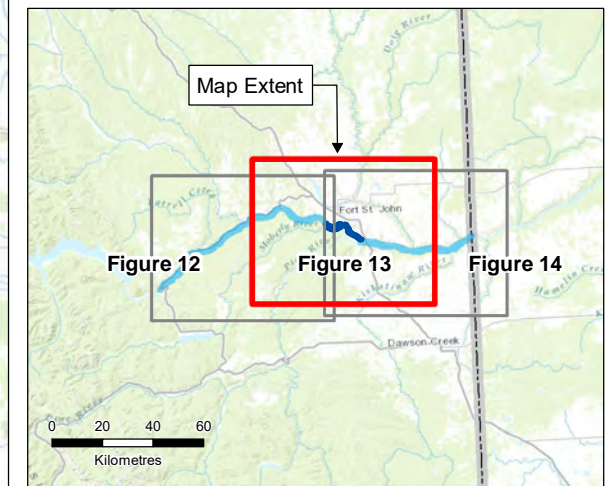 Doig River
Map Extent
Farrell Creek
Fort St. John
Moberly River
Pine River
Figure 12
Figure 13
Figure 14
Kiskatinaw River
Hamelin Creek
Dawson Creek
0 20 40 60
Kilometres
River